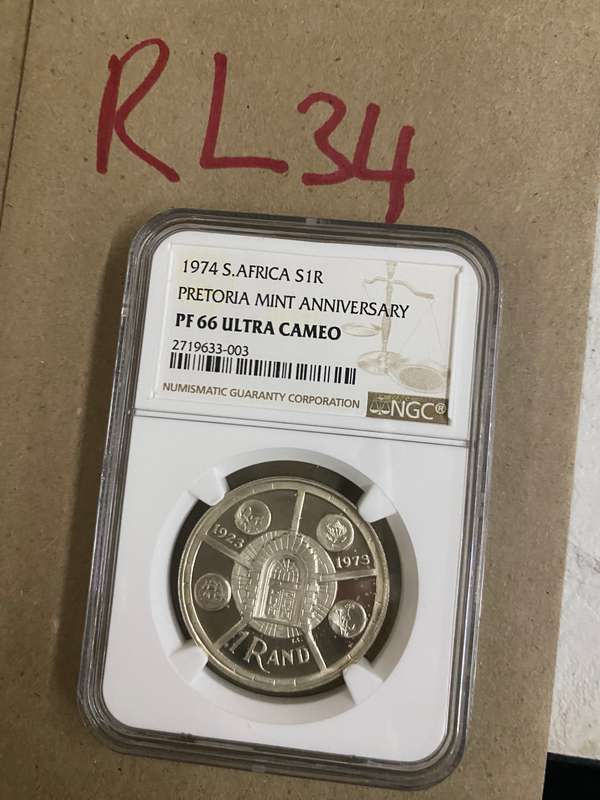 RL34
1974 S.AFRICA S1R
PRETORIA MINT ANNIVERSARY
PF 66 ULTRA CAMEO
2719633-003
NUMISMATIC GUARANTY CORPORATION
NGC®
1923
1973
1 RAND